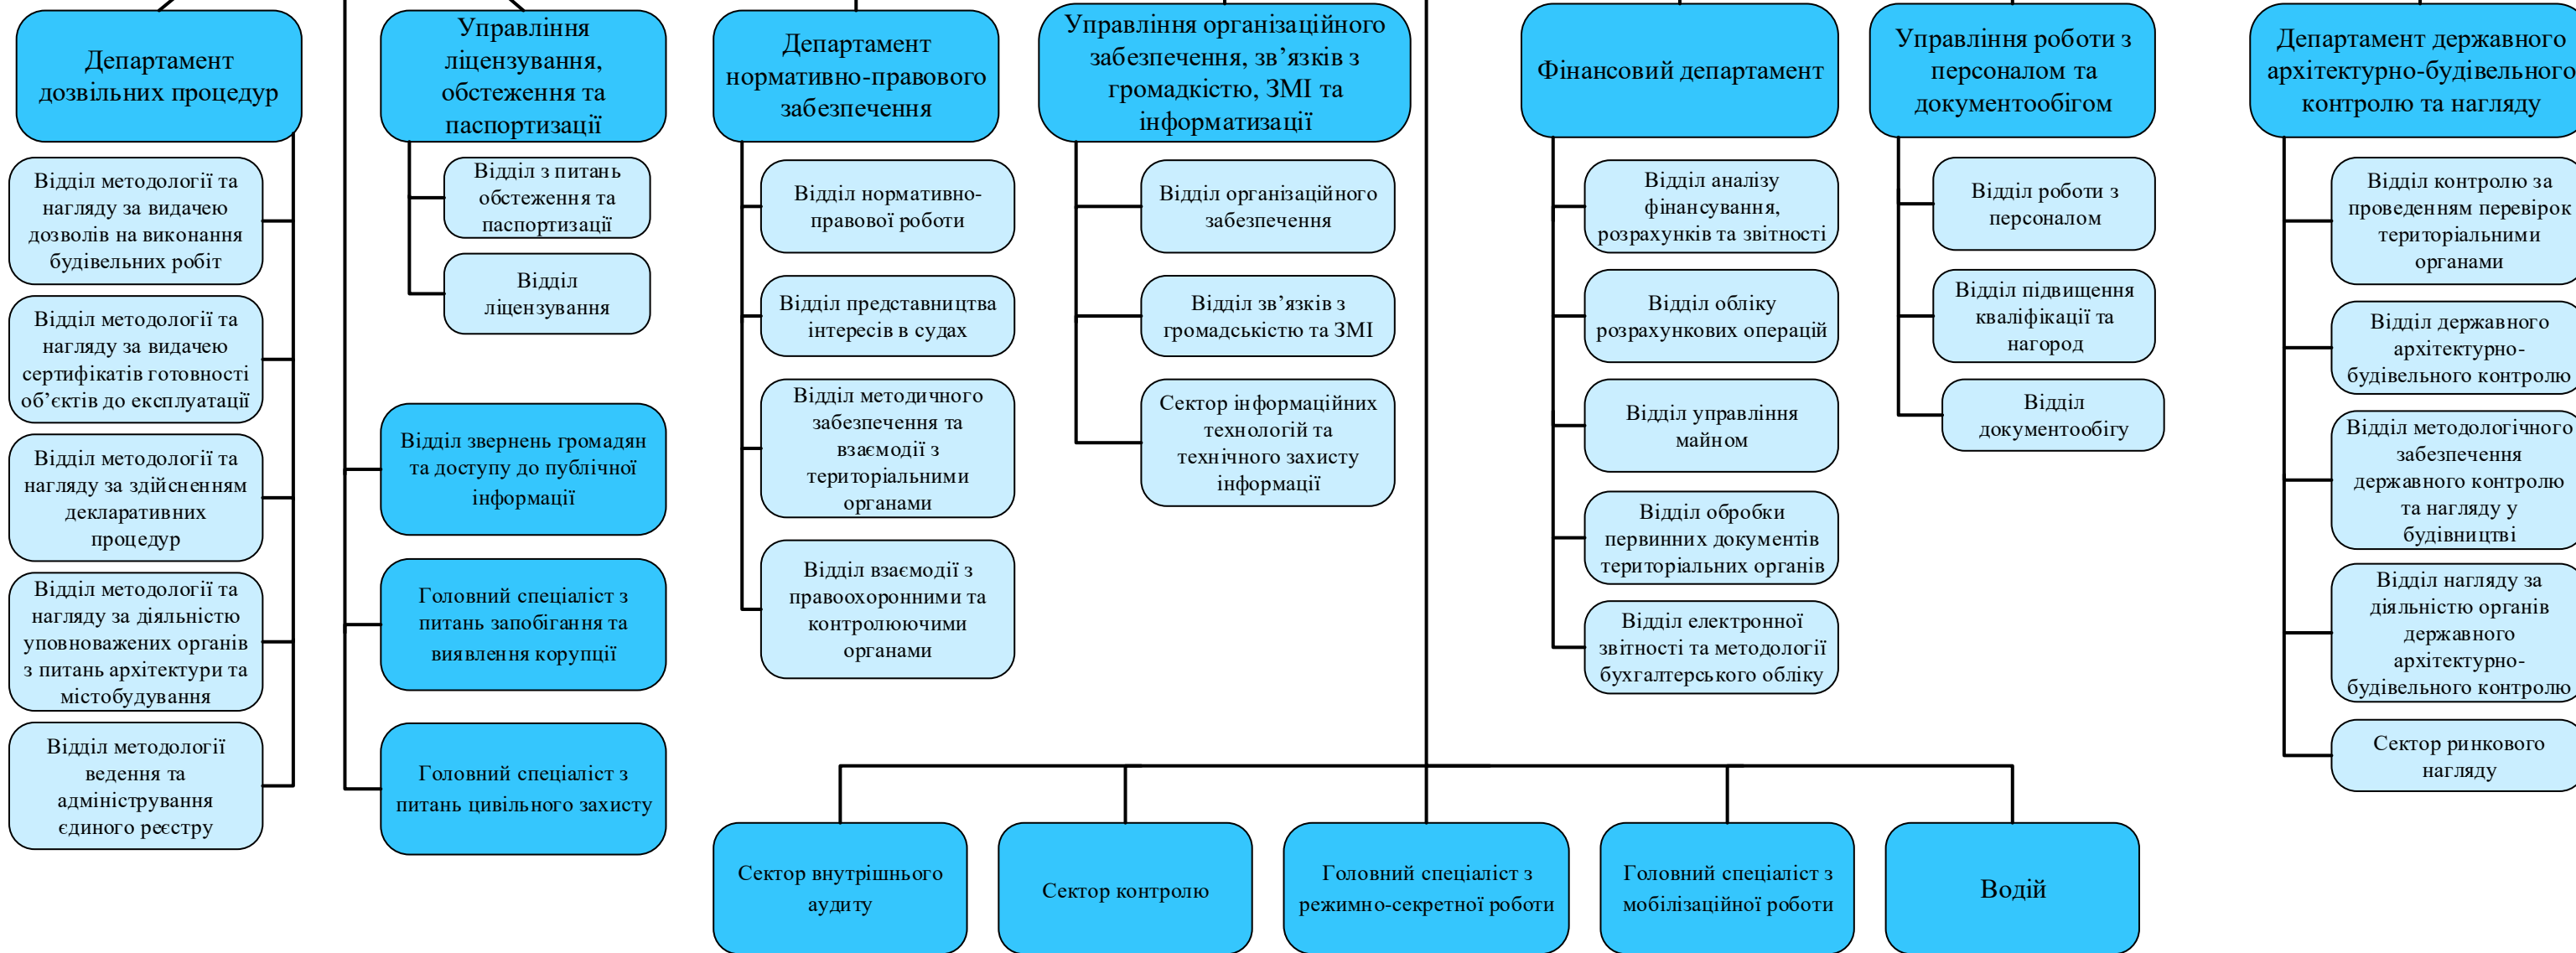 Департамент
дозвільних процедур
Відділ методології та
нагляду за видачею
дозволів на виконання
будівельних робіт
Відділ методології та
нагляду за видачею
сертифікатів готовності
об’єктів до експлуатації
Відділ методології та
нагляду за здійсненням
декларативних
процедур
Відділ методології та
нагляду за діяльністю
уповноважених органів
з питань архітектури та
містобудування
Відділ методології
ведення та
адміністрування
єдиного реєстру
Управління
ліцензування,
обстеження та
паспортизації
Відділ з питань
обстеження та
паспортизації
Відділ
ліцензування
Відділ звернень громадян
та доступу до публічної
інформації
Головний спеціаліст з
питань запобігання та
виявлення корупції
Головний спеціаліст з
питань цивільного захисту
Департамент
нормативно-правового
забезпечення
Відділ нормативно-
правової роботи
Відділ представництва
інтересів в судах
Відділ методичного
забезпечення та
взаємодії з
територіальними
органами
Відділ взаємодії з
правоохоронними та
контролюючими
органами
Управління організаційного
забезпечення, зв’язків з
громадкістю, ЗМІ та
інформатизації
Відділ організаційного
забезпечення
Відділ зв’язків з
громадськістю та ЗМІ
Сектор інформаційних
технологій та
технічного захисту
інформації
Фінансовий департамент
Відділ аналізу
фінансування,
розрахунків та звітності
Відділ обліку
розрахункових операцій
Відділ управління
майном
Відділ обробки
первинних документів
територіальних органів
Відділ електронної
звітності та методології
бухгалтерського обліку
Управління роботи з
персоналом та
документообігом
Відділ роботи з
персоналом
Відділ підвищення
кваліфікації та
нагород
Відділ
документообігу
Департамент державного
архітектурно-будівельного
контролю та нагляду
Відділ контролю за
проведенням перевірок
територіальними
органами
Відділ державного
архітектурно-
будівельного контролю
Відділ методологічного
забезпечення
державного контролю
та нагляду у
будівництві
Відділ нагляду за
діяльністю органів
державного
архітектурно-
будівельного контролю
Сектор ринкового
нагляду
Сектор внутрішнього
аудиту
Сектор контролю
Головний спеціаліст з
режимно-секретної роботи
Головний спеціаліст з
мобілізаційної роботи
Водій